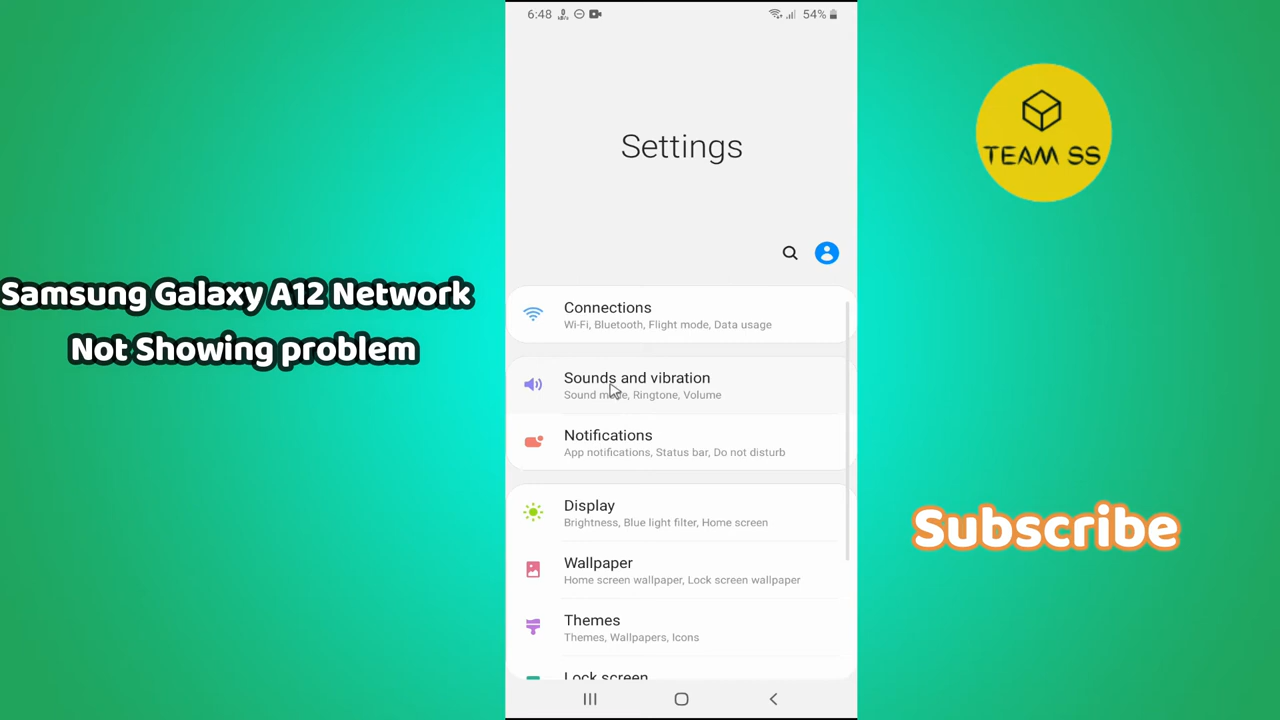 6:48
54%
Settings
Connections
Wi-Fi, Bluetooth, Flight mode, Data usage
Sounds and vibration
Sound mode, Ringtone, Volume
Notifications
App notifications, Status bar, Do not disturb
Display
Brightness, Blue light filter, Home screen
Wallpaper
Home screen wallpaper, Lock screen wallpaper
Themes
Themes, Wallpapers, Icons
Lock screen
Samsung Galaxy A12 Network
Not Showing problem
TEAM SS
Subscribe